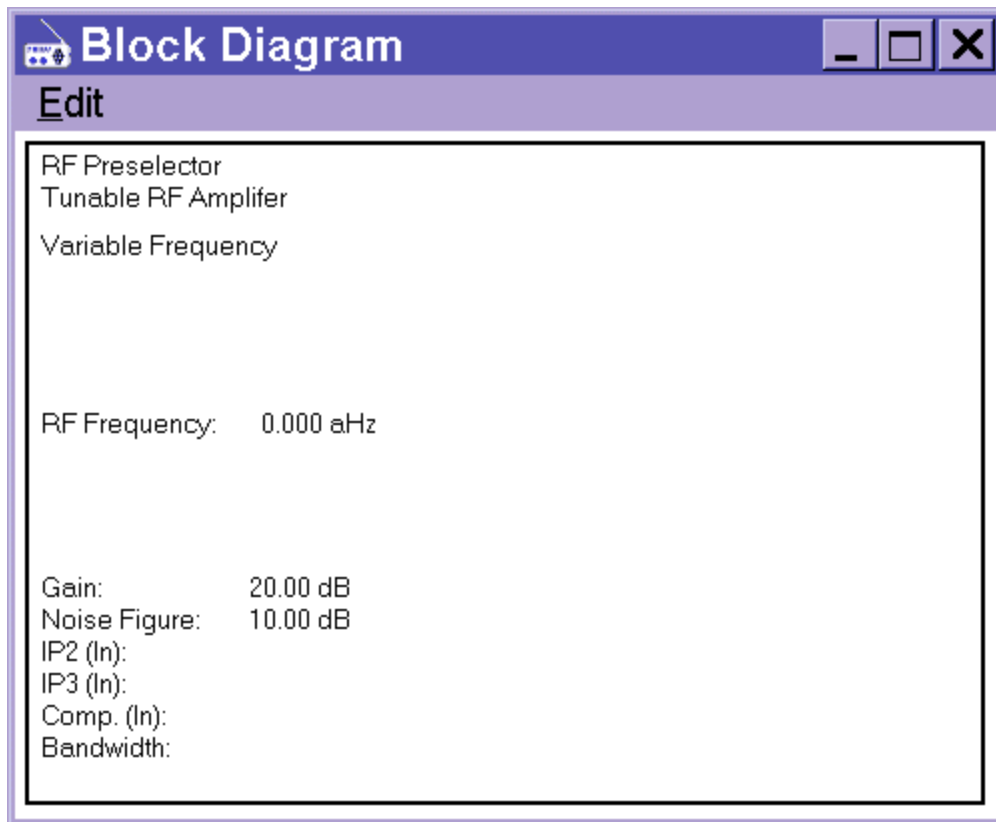 Block Diagram
Edit
RF Preselector
Tunable RF Amplifer
Variable Frequency
RF Frequency: 0.000 aHz
Gain: 20.00 dB
Noise Figure: 10.00 dB
IP2 (In):
IP3 (In):
Comp. (In):
Bandwidth: